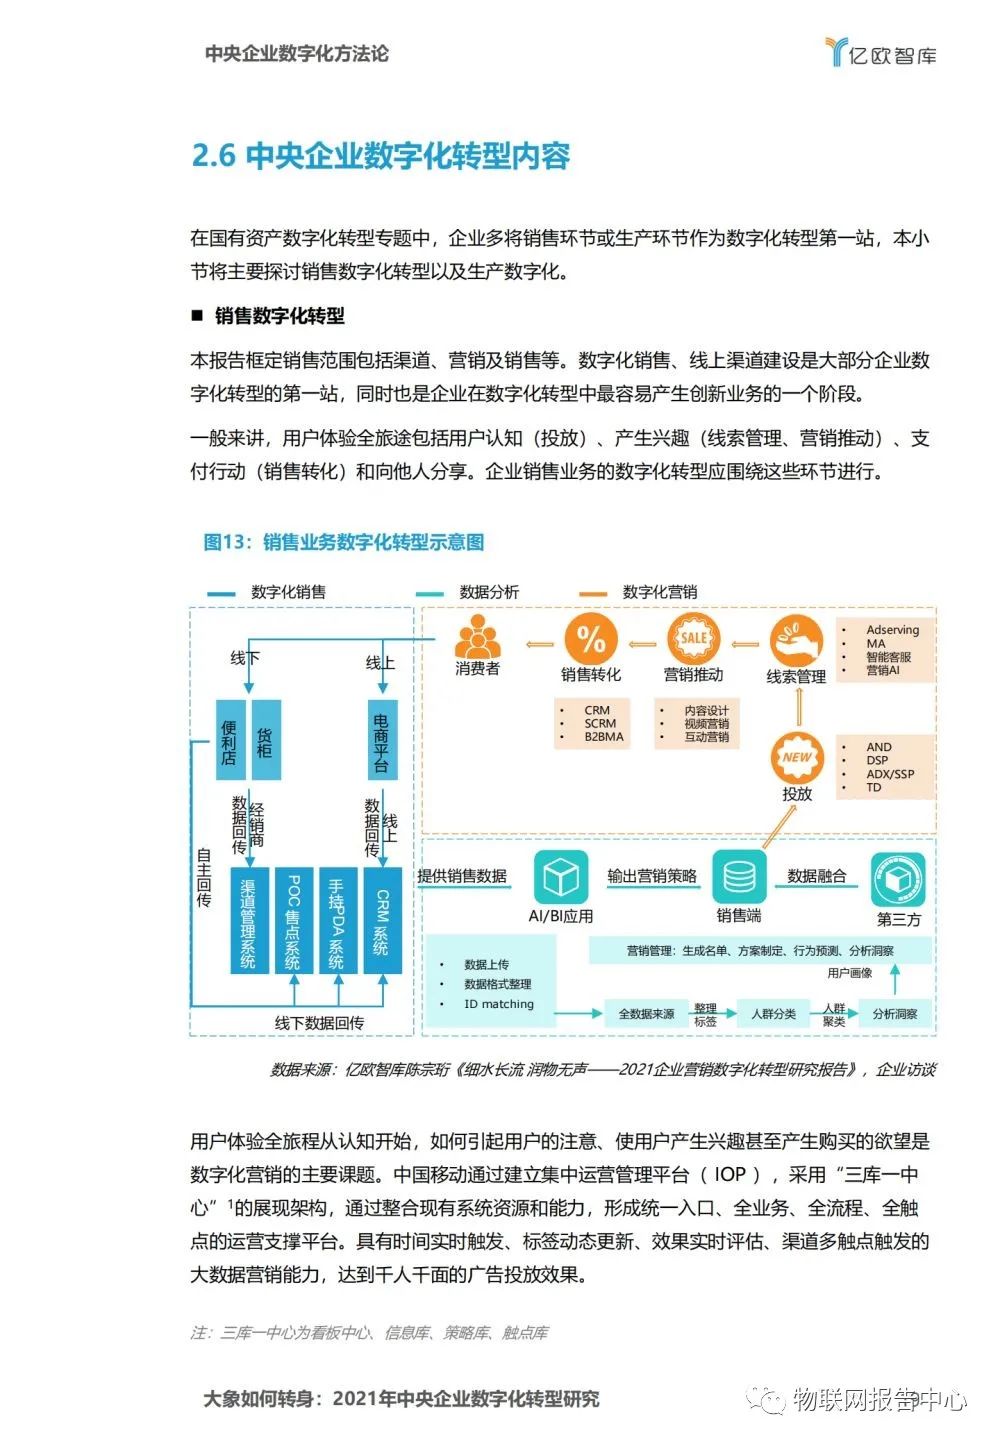 中央企业数字化方法论
亿欧智库
2.6 中央企业数字化转型内容
在国有资产数字化转型专题中，企业多将销售环节或生产环节作为数字化转型第一站，本小
节将主要探讨销售数字化转型以及生产数字化。
■ 销售数字化转型
本报告框定销售范围包括渠道、营销及销售等。数字化销售、线上渠道建设是大部分企业数
字化转型的第一站，同时也是企业在数字化转型中最容易产生创新业务的一个阶段。
一般来讲，用户体验全旅途包括用户认知（投放）、产生兴趣（线索管理、营销推动）、支
付行动（销售转化）和向他人分享。企业销售业务的数字化转型应围绕这些环节进行。
图13：销售业务数字化转型示意图
数字化销售
数据分析
数字化营销
线下
线上
便利店
货柜
电商平台
数据回传
经销商
数据回传
线上
自主回传
渠道管理系统
POC售点系统
手持PDA系统
CRM系统
线下数据回传
消费者
%
销售转化
SALE
营销推动
线索管理
• Adserving
• MA
• 智能客服
• 营销AI
• CRM
• SCRM
• B2BMA
• 内容设计
• 视频营销
• 互动营销
NEW
投放
• AND
• DSP
• ADX/SSP
• TD
提供销售数据
AI/BI应用
输出营销策略
销售端
数据融合
第三方
• 数据上传
• 数据格式整理
• ID matching
营销管理：生成名单、方案制定、行为预测、分析洞察
用户画像
全数据来源
整理
标签
人群分类
人群
聚类
分析洞察
数据来源：亿欧智库陈宗珩《细水长流 润物无声——2021企业营销数字化转型研究报告》，企业访谈
用户体验全旅程从认知开始，如何引起用户的注意、使用户产生兴趣甚至产生购买的欲望是
数字化营销的主要课题。中国移动通过建立集中运营管理平台（ IOP ），采用“三库一中
心”1的展现架构，通过整合现有系统资源和能力，形成统一入口、全业务、全流程、全触
点的运营支撑平台。具有时间实时触发、标签动态更新、效果实时评估、渠道多触点触发的
大数据营销能力，达到千人千面的广告投放效果。
注：三库一中心为看板中心、信息库、策略库、触点库
大象如何转身：2021年中央企业数字化转型研究
物联网报告中心